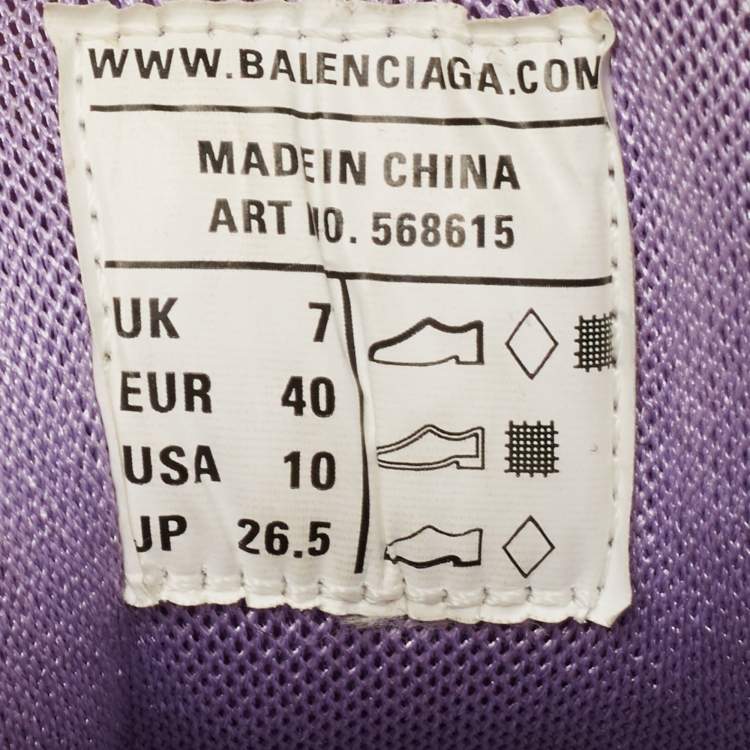 WWW.BALENCIAGA.COM
MADE IN CHINA
ART NO. 568615
UK 7
EUR 40
USA 10
JP 26.5